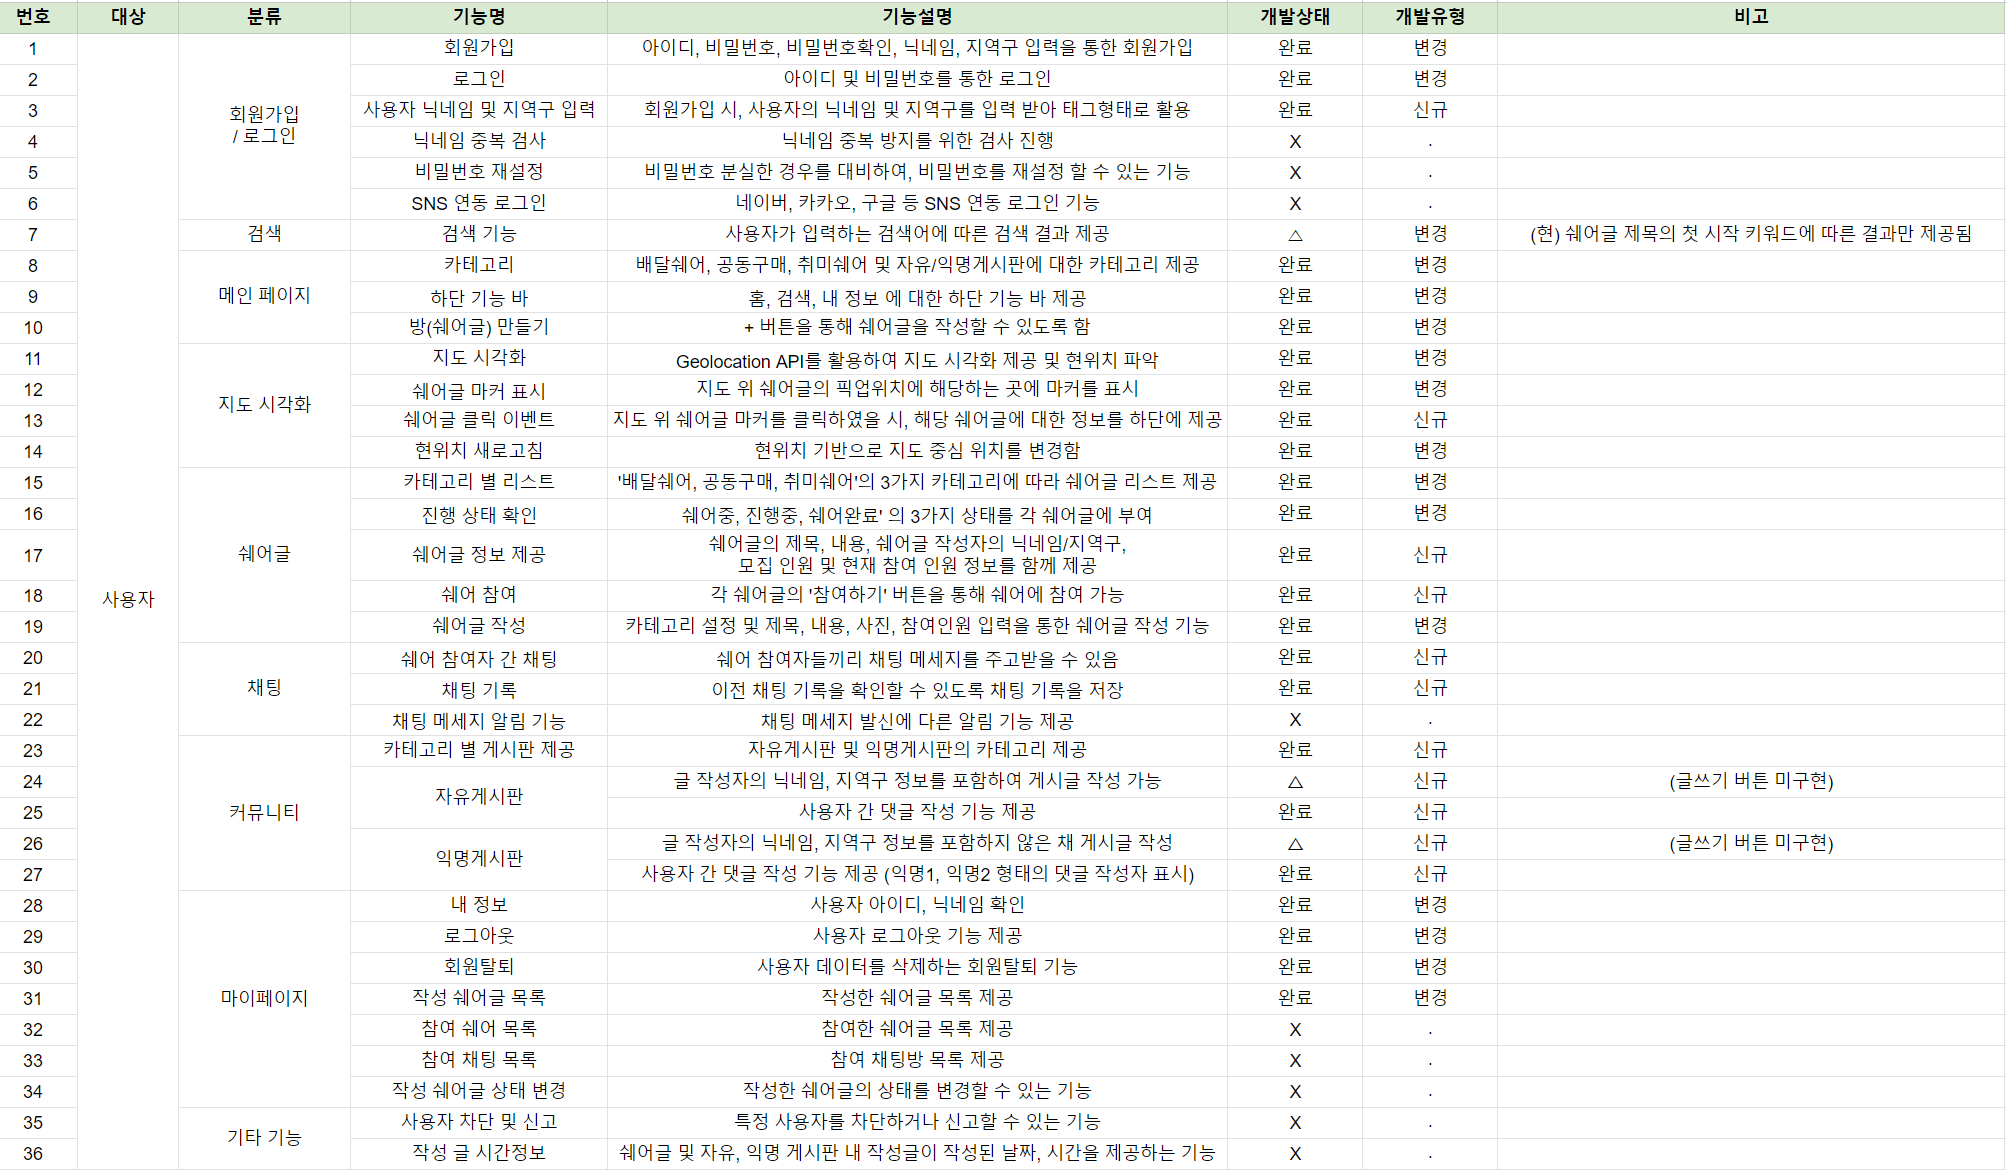 번호 대상 분류 기능명 기능설명 개발상태 개발유형 비고
1 회원가입 아이디, 비밀번호, 비밀번호확인, 닉네임, 지역구 입력을 통한 회원가입 완료 변경
2 로그인 아이디 및 비밀번호를 통한 로그인 완료 변경
회원가입
/ 로그인
3 사용자 닉네임 및 지역구 입력 회원가입 시, 사용자의 닉네임 및 지역구를 입력 받아 태그형태로 활용 완료 신규
4 닉네임 중복 검사 닉네임 중복 방지를 위한 검사 진행 X .
5 비밀번호 재설정 비밀번호 분실한 경우를 대비하여, 비밀번호를 재설정 할 수 있는 기능 X .
6 SNS 연동 로그인 네이버, 카카오, 구글 등 SNS 연동 로그인 기능 X .
7 검색 검색 기능 사용자가 입력하는 검색어에 따른 검색 결과 제공 △ 변경 (현) 쉐어글 제목의 첫 시작 키워드에 따른 결과만 제공됨
8 카테고리 배달쉐어, 공동구매, 취미쉐어 및 자유/익명게시판에 대한 카테고리 제공 완료 변경
9 메인 페이지 하단 기능 바 홈, 검색, 내 정보 에 대한 하단 기능 바 제공 완료 변경
10 방(쉐어글) 만들기 + 버튼을 통해 쉐어글을 작성할 수 있도록 함 완료 변경
11 지도 시각화 Geolocation API를 활용하여 지도 시각화 제공 및 현위치 파악 완료 변경
12 쉐어글 마커 표시 지도 위 쉐어글의 픽업위치에 해당하는 곳에 마커를 표시 완료 변경
지도 시각화
13 쉐어글 클릭 이벤트 지도 위 쉐어글 마커를 클릭하였을 시, 해당 쉐어글에 대한 정보를 하단에 제공 완료 신규
14 현위치 새로고침 현위치 기반으로 지도 중심 위치를 변경함 완료 변경
15 카테고리 별 리스트 '배달쉐어, 공동구매, 취미쉐어'의 3가지 카테고리에 따라 쉐어글 리스트 제공 완료 변경
16 진행 상태 확인 쉐어중, 진행중, 쉐어완료' 의 3가지 상태를 각 쉐어글에 부여 완료 변경
17 쉐어글 쉐어글 정보 제공 쉐어글의 제목, 내용, 쉐어글 작성자의 닉네임/지역구,
모집 인원 및 현재 참여 인원 정보를 함께 제공 완료 신규
18 사용자 쉐어 참여 각 쉐어글의 '참여하기' 버튼을 통해 쉐어에 참여 가능 완료 신규
19 쉐어글 작성 카테고리 설정 및 제목, 내용, 사진, 참여인원 입력을 통한 쉐어글 작성 기능 완료 변경
20 쉐어 참여자 간 채팅 쉐어 참여자들끼리 채팅 메세지를 주고받을 수 있음 완료 신규
21 채팅 채팅 기록 이전 채팅 기록을 확인할 수 있도록 채팅 기록을 저장 완료 신규
22 채팅 메세지 알림 기능 채팅 메세지 발신에 다른 알림 기능 제공 X .
23 카테고리 별 게시판 제공 자유게시판 및 익명게시판의 카테고리 제공 완료 신규
24 자유게시판 글 작성자의 닉네임, 지역구 정보를 포함하여 게시글 작성 가능 △ 신규 (글쓰기 버튼 미구현)
25 커뮤니티 사용자 간 댓글 작성 기능 제공 완료 신규
26 익명게시판 글 작성자의 닉네임, 지역구 정보를 포함하지 않은 채 게시글 작성 △ 신규 (글쓰기 버튼 미구현)
27 사용자 간 댓글 작성 기능 제공 (익명1, 익명2 형태의 댓글 작성자 표시) 완료 신규
28 내 정보 사용자 아이디, 닉네임 확인 완료 변경
29 로그아웃 사용자 로그아웃 기능 제공 완료 변경
30 회원탈퇴 사용자 데이터를 삭제하는 회원탈퇴 기능 완료 변경
31 마이페이지 작성 쉐어글 목록 작성한 쉐어글 목록 제공 완료 변경
32 참여 쉐어 목록 참여한 쉐어글 목록 제공 X .
33 참여 채팅 목록 참여 채팅방 목록 제공 X .
34 작성 쉐어글 상태 변경 작성한 쉐어글의 상태를 변경할 수 있는 기능 X .
35 사용자 차단 및 신고 특정 사용자를 차단하거나 신고할 수 있는 기능 X .
기타 기능
36 작성 글 시간정보 쉐어글 및 자유, 익명 게시판 내 작성글이 작성된 날짜, 시간을 제공하는 기능 X .